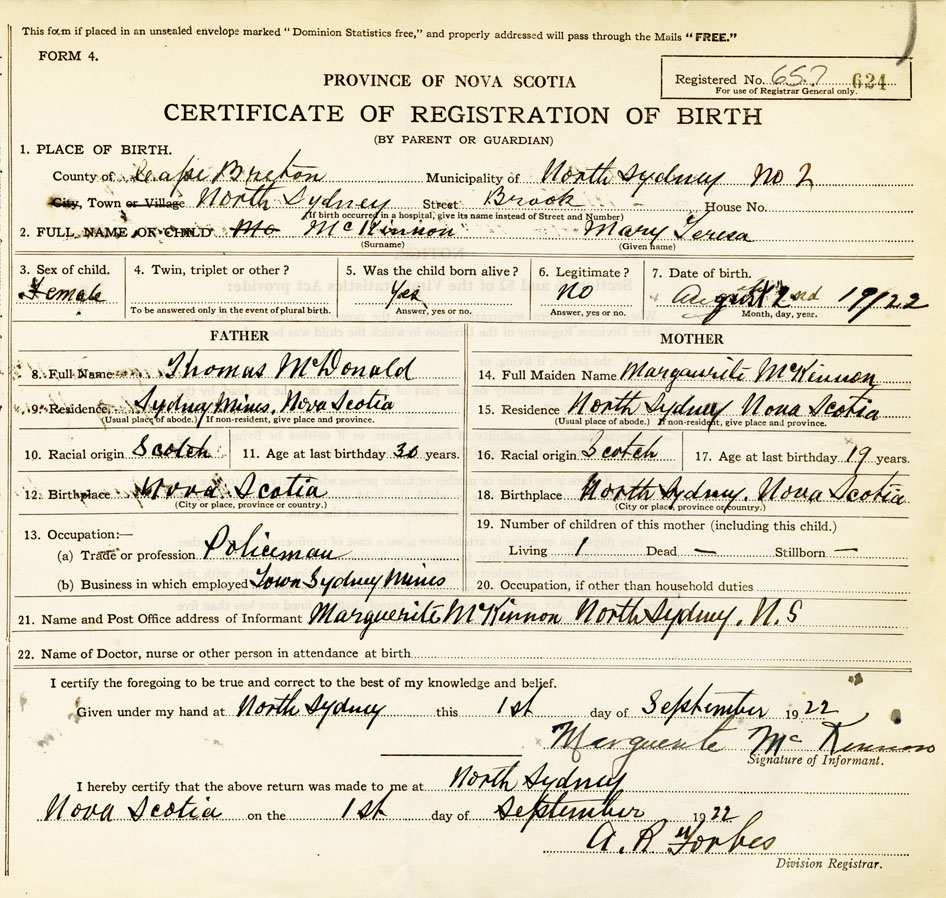 This form if placed in an unsealed envelope marked "Dominion Statistics free," and properly addressed will pass through the Mails "FREE."
FORM 4.
Registered No. 657 634
For use of Registrar General only.
PROVINCE OF NOVA SCOTIA
CERTIFICATE OF REGISTRATION OF BIRTH
(BY PARENT OR GUARDIAN)
1. PLACE OF BIRTH.
County of Cape Breton Municipality of North Sydney No 2
City, Town or Village North Sydney Street Brook House No.
(If birth occurred in a hospital, give its name instead of Street and Number)
2. FULL NAME OF CHILD Mc McKinnon Mary Teresa
(Surname) (Given name)
3. Sex of child. 4. Twin, triplet or other? 5. Was the child born alive? 6. Legitimate? 7. Date of birth.
Female Yes No August 2nd 1922
To be answered only in the event of plural birth. Answer, yes or no. Answer, yes or no. Month, day, year.
FATHER MOTHER
8. Full Name Thomas McDonald 14. Full Maiden Name Marguerite McKinnon
9. Residence Sydney Mines, Nova Scotia 15. Residence North Sydney Nova Scotia
(Usual place of abode.) If non-resident, give place and province. (Usual place of abode.) If non-resident, give place and province.
10. Racial origin Scotch 11. Age at last birthday 30 years. 16. Racial origin Scotch 17. Age at last birthday 19 years.
12. Birthplace Nova Scotia 18. Birthplace North Sydney, Nova Scotia
(City or place, province or country.) (City or place, province or country.)
13. Occupation:— 19. Number of children of this mother (including this child.)
(a) Trade or profession Policeman Living 1 Dead — Stillborn —
(b) Business in which employed Town Sydney Mines 20. Occupation, if other than household duties
21. Name and Post Office address of Informant Marguerite McKinnon North Sydney, N.S
22. Name of Doctor, nurse or other person in attendance at birth
I certify the foregoing to be true and correct to the best of my knowledge and belief.
Given under my hand at North Sydney this 1st day of September 1922
Marguerite McKinnon
Signature of Informant.
I hereby certify that the above return was made to me at North Sydney
Nova Scotia on the 1st day of September 1922
A. R Forbes
Division Registrar.